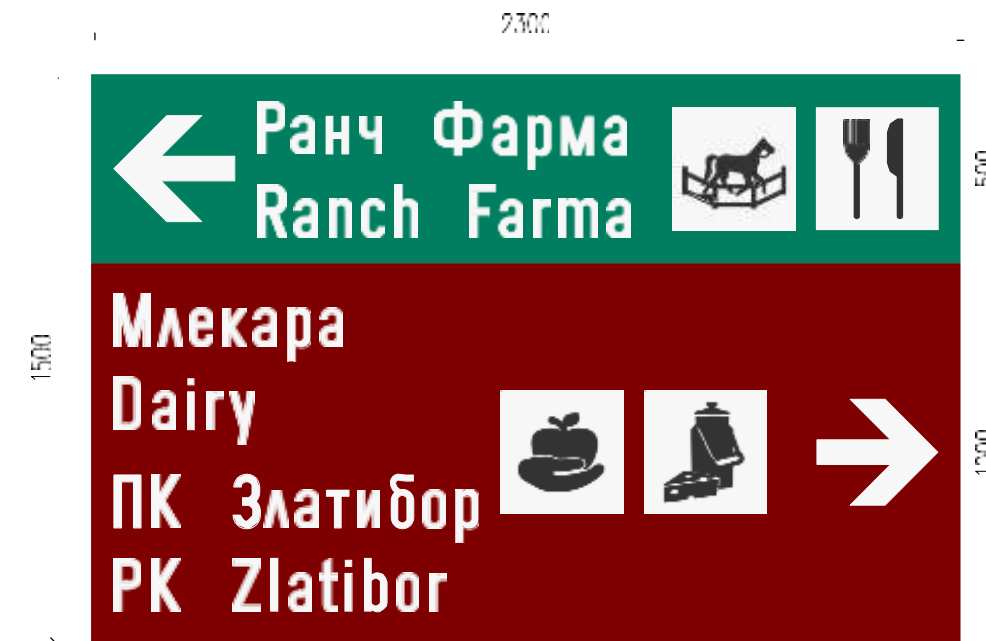 2300
Ранч Фарма
Ranch Farma
500
1500
Млекара
Dairy
ПК Златибор
PK Zlatibor